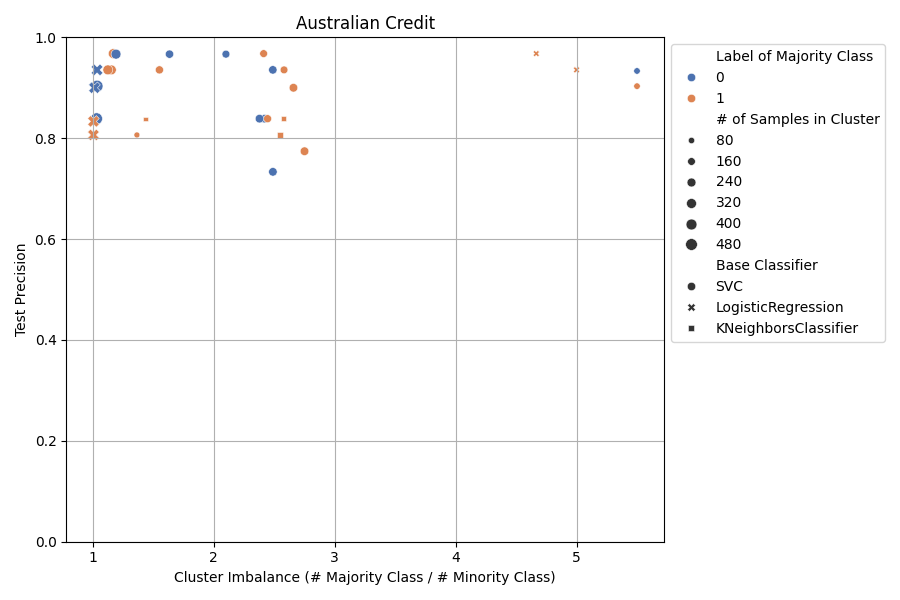 Australian Credit
Test Precision
1.0
0.8
0.6
0.4
0.2
0.0
1 2 3 4 5
Cluster Imbalance (# Majority Class / # Minority Class)
Label of Majority Class
0
1
# of Samples in Cluster
80
160
240
320
400
480
Base Classifier
SVC
LogisticRegression
KNeighborsClassifier